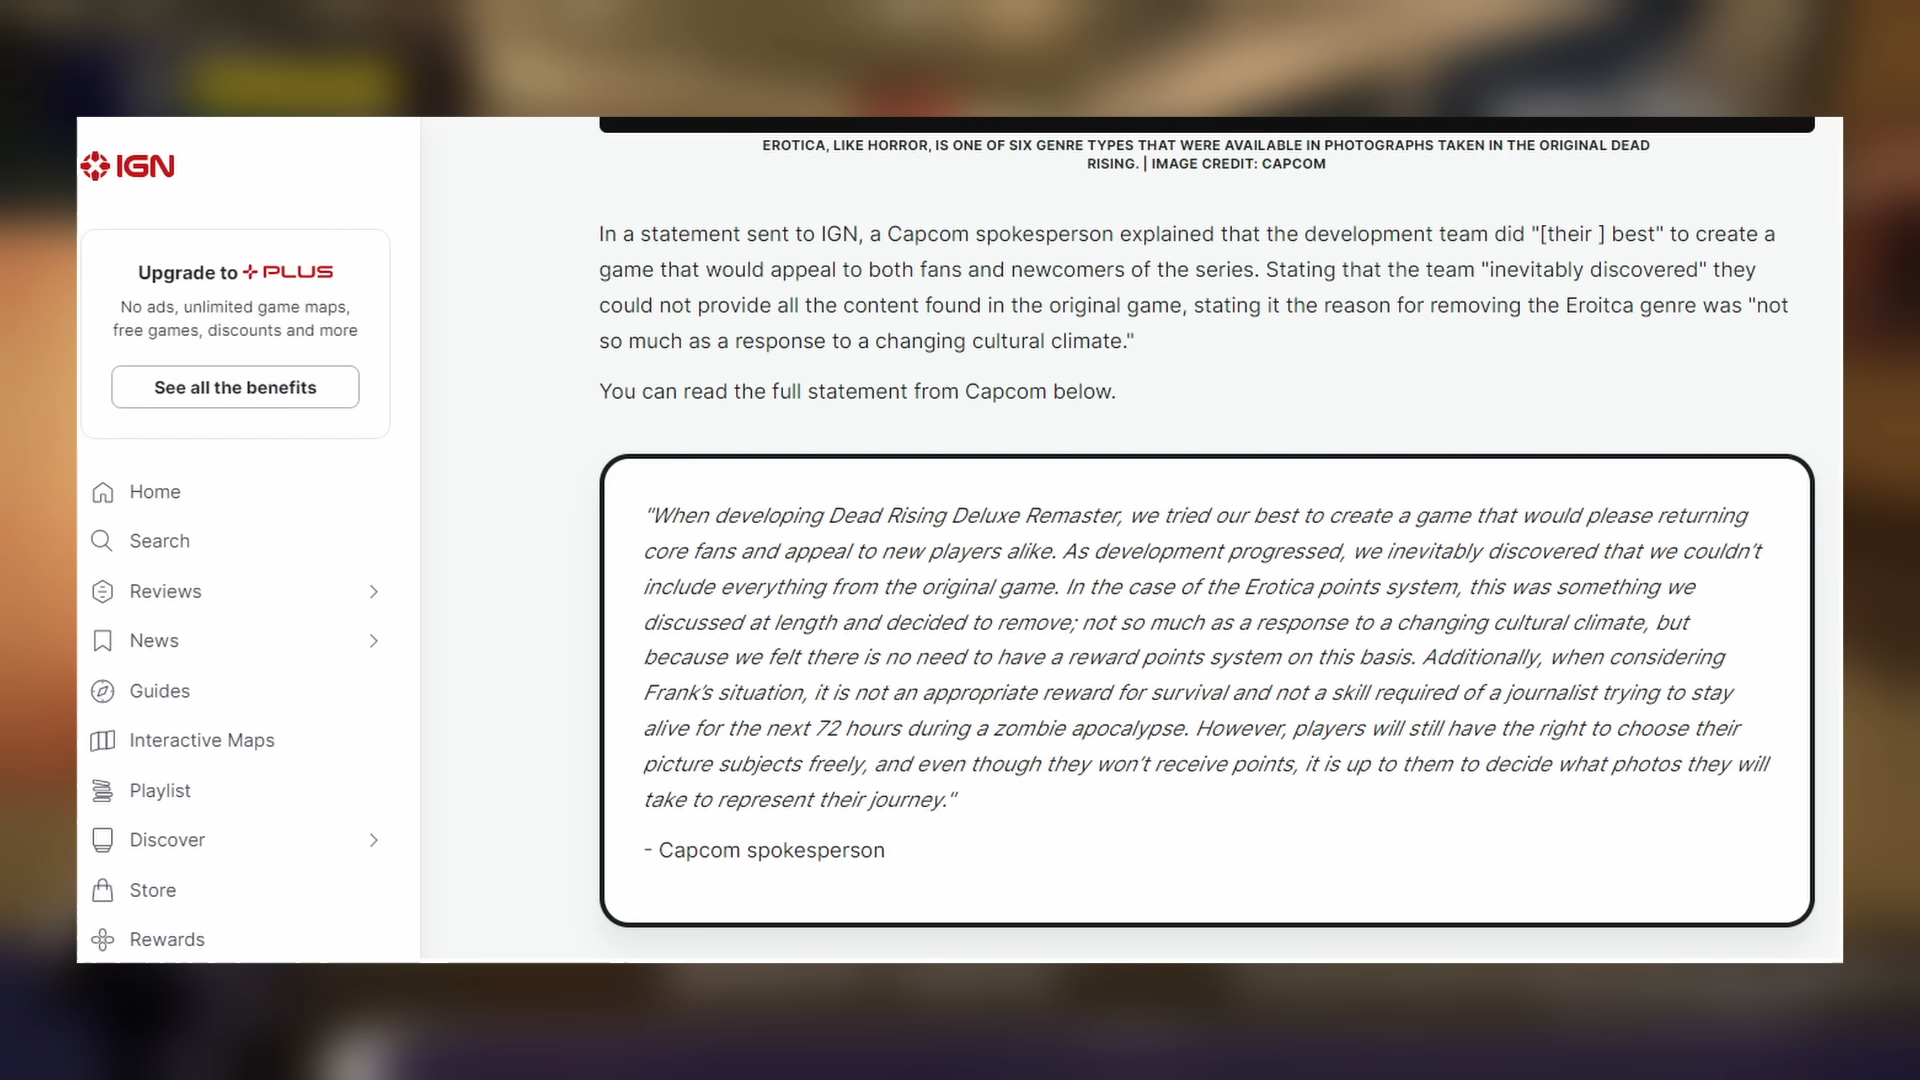 IGN
Upgrade to PLUS
No ads, unlimited game maps,
free games, discounts and more
See all the benefits
Home
Search
Reviews
News
Guides
Interactive Maps
Playlist
Discover
Store
Rewards
EROTICA, LIKE HORROR, IS ONE OF SIX GENRE TYPES THAT WERE AVAILABLE IN PHOTOGRAPHS TAKEN IN THE ORIGINAL DEAD
RISING. | IMAGE CREDIT: CAPCOM
In a statement sent to IGN, a Capcom spokesperson explained that the development team did "[their ] best" to create a
game that would appeal to both fans and newcomers of the series. Stating that the team "inevitably discovered" they
could not provide all the content found in the original game, stating it the reason for removing the Eroitca genre was "not
so much as a response to a changing cultural climate."
You can read the full statement from Capcom below.
"When developing Dead Rising Deluxe Remaster, we tried our best to create a game that would please returning
core fans and appeal to new players alike. As development progressed, we inevitably discovered that we couldn't
include everything from the original game. In the case of the Erotica points system, this was something we
discussed at length and decided to remove; not so much as a response to a changing cultural climate, but
because we felt there is no need to have a reward points system on this basis. Additionally, when considering
Frank's situation, it is not an appropriate reward for survival and not a skill required of a journalist trying to stay
alive for the next 72 hours during a zombie apocalypse. However, players will still have the right to choose their
picture subjects freely, and even though they won't receive points, it is up to them to decide what photos they will
take to represent their journey."
- Capcom spokesperson